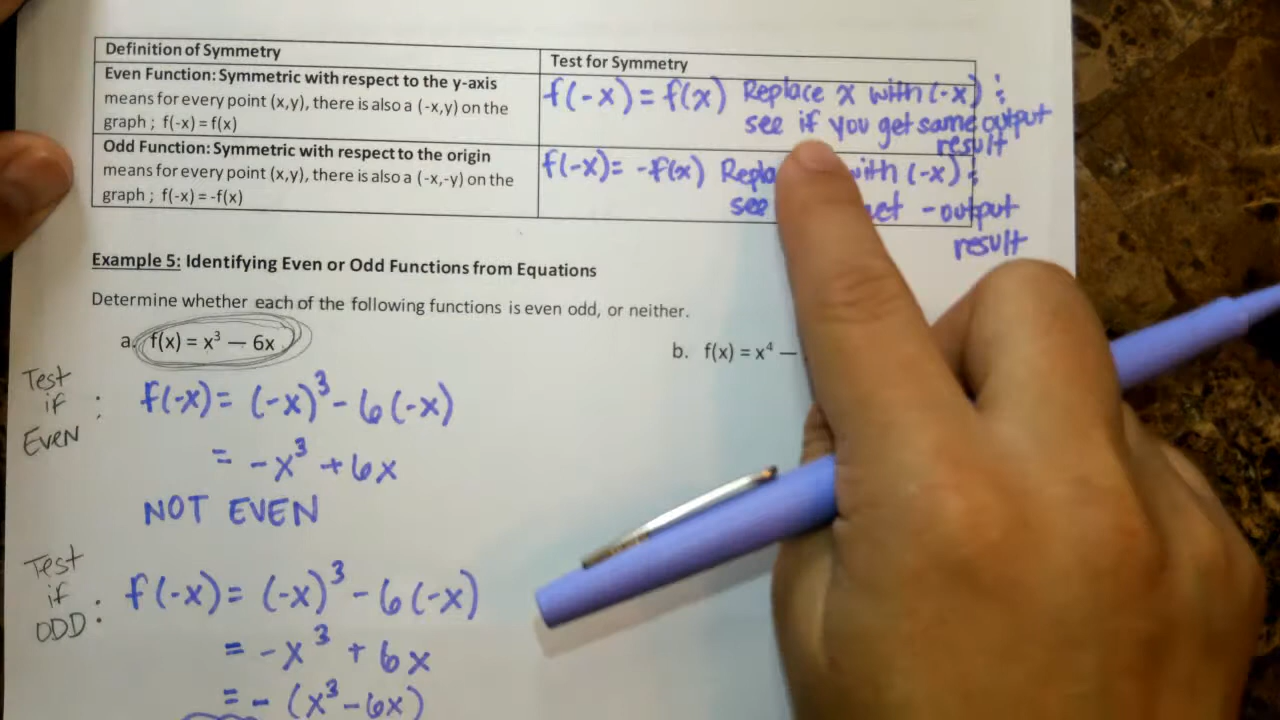 Definition of Symmetry
Test for Symmetry
Even Function: Symmetric with respect to the y-axis
means for every point (x,y), there is also a (-x,y) on the
graph ; f(-x) = f(x)
f(-x) = f(x) Replace x with (-x) ;
see if you get same output
result
Odd Function: Symmetric with respect to the origin
means for every point (x,y), there is also a (-x,-y) on the
graph ; f(-x) = -f(x)
f(-x) = -f(x) with (-x) ;
see - output
result
Example 5: Identifying Even or Odd Functions from Equations
Determine whether each of the following functions is even odd, or neither.
a. f(x) = x³ — 6x
b. f(x) = x⁴ —
Test
if
EVEN :
f(-x) = (-x)³ - 6(-x)
= -x³ + 6x
NOT EVEN
Test
if
ODD :
f(-x) = (-x)³ - 6(-x)
= -x³ + 6x
= - (x³ - 6x)